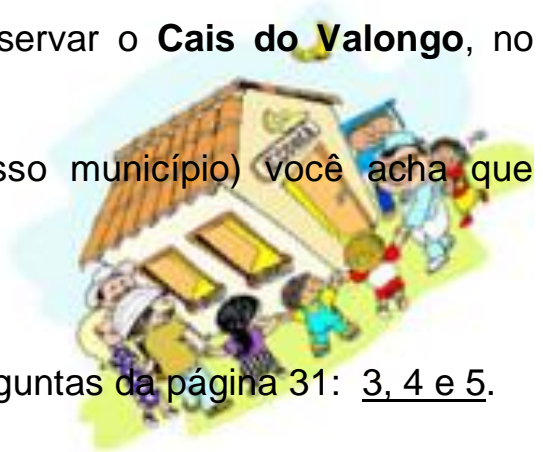 servar o Cais do Valongo, no
sso município) você acha que
guntas da página 31: 3, 4 e 5.